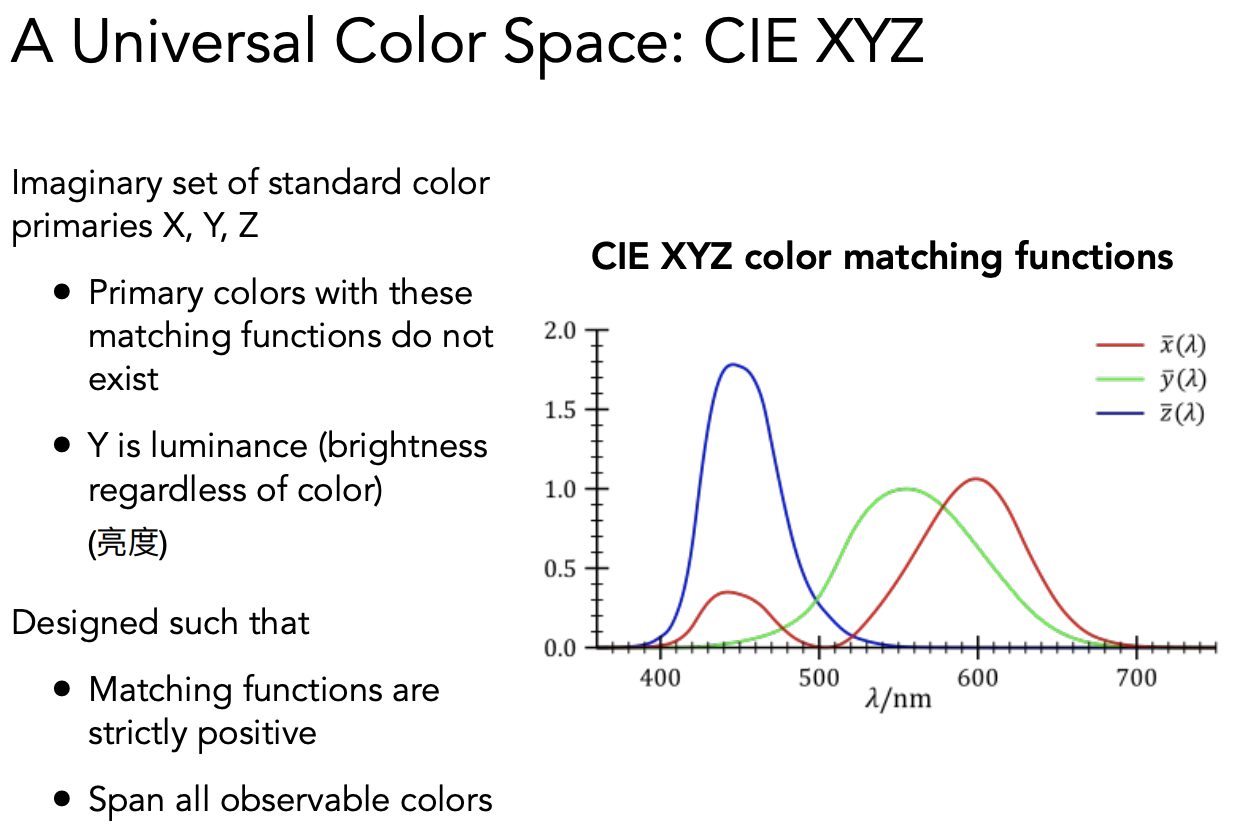 A Universal Color Space: CIE XYZ
Imaginary set of standard color
primaries X, Y, Z
• Primary colors with these
matching functions do not
exist
• Y is luminance (brightness
regardless of color)
(亮度)
Designed such that
• Matching functions are
strictly positive
• Span all observable colors
CIE XYZ color matching functions
2.0
1.5
1.0
0.5
0.0
400 500 600 700
λ/nm
x̄(λ)
ȳ(λ)
z̄(λ)